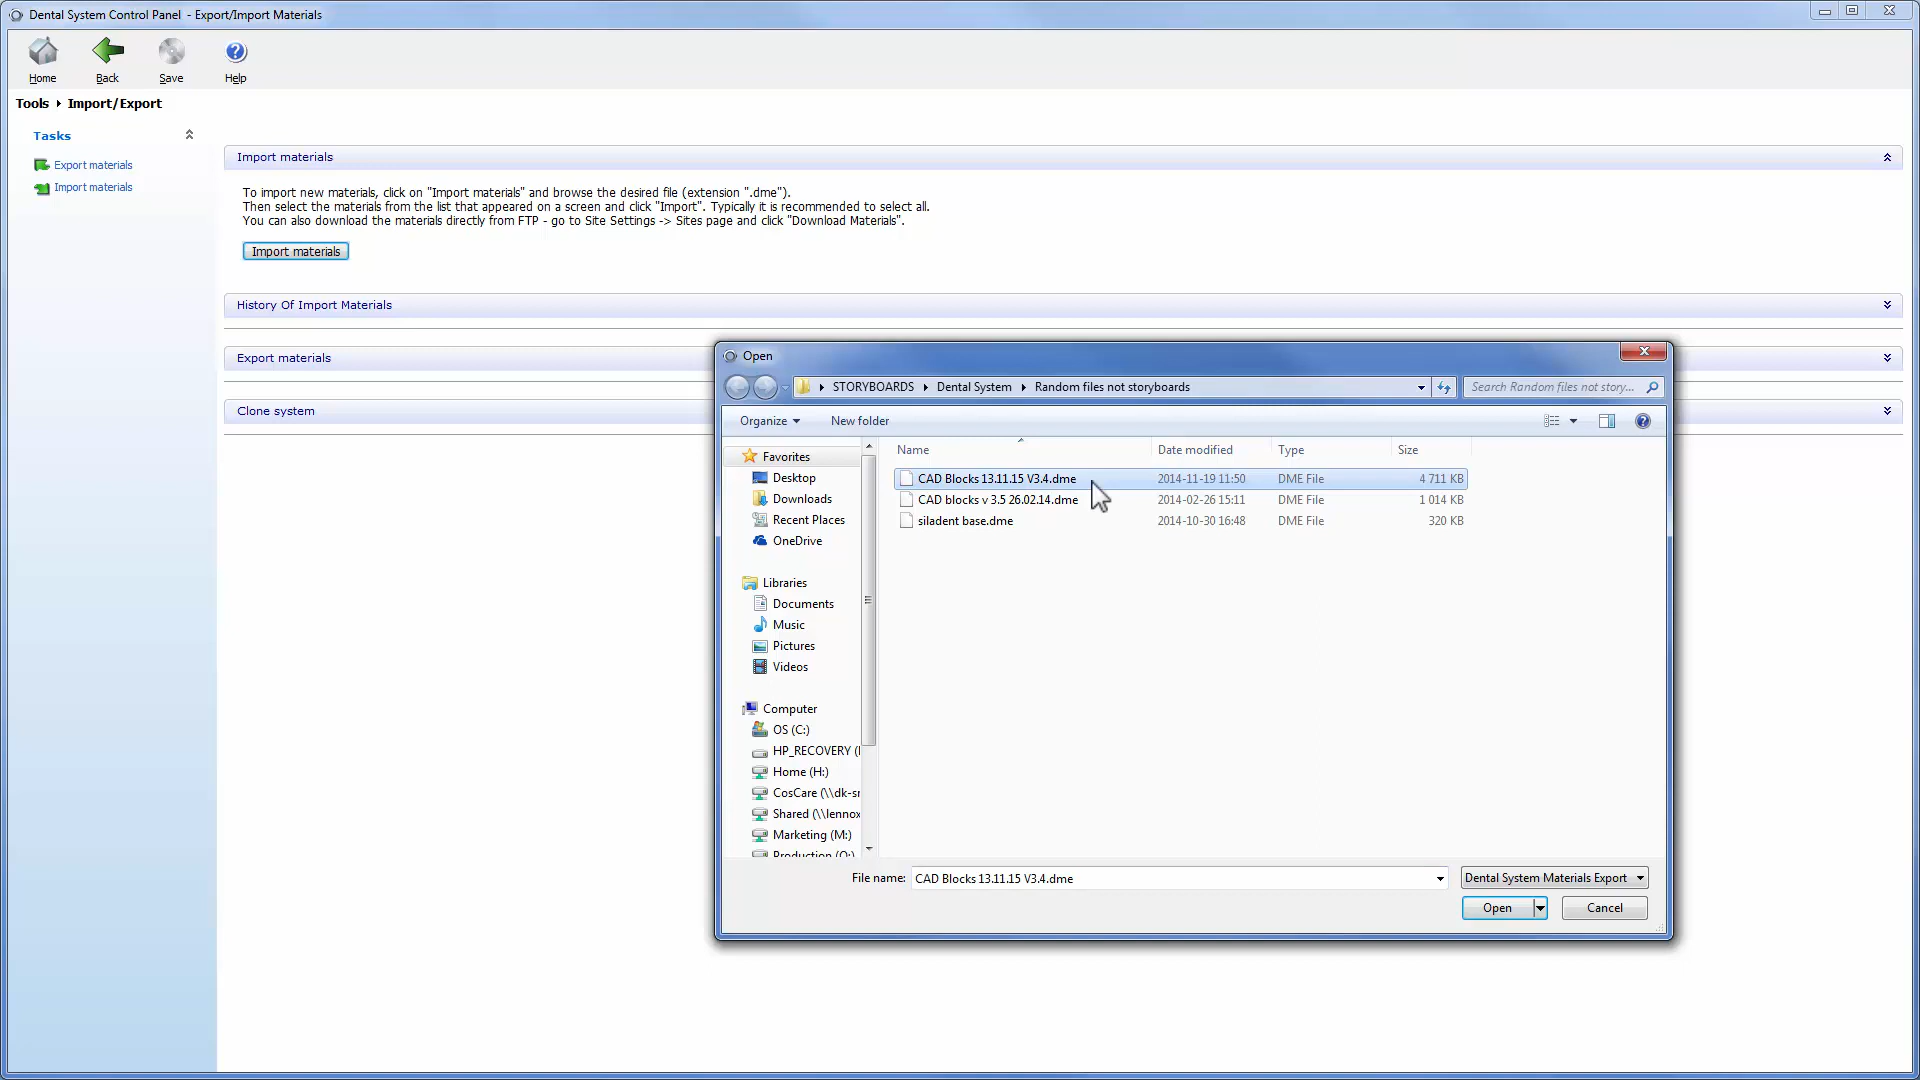 Dental System Control Panel - Export/Import Materials
Home Back Save Help
Tools Import/Export
Tasks
Export materials
Import materials
Import materials
To import new materials, click on "Import materials" and browse the desired file (extension ".dme").
Then select the materials from the list that appeared on a screen and click "Import". Typically it is recommended to select all.
You can also download the materials directly from FTP - go to Site Settings -> Sites page and click "Download Materials".
Import materials
History Of Import Materials
Export materials
Clone system
Open
STORYBOARDS Dental System Random files not storyboards
Search Random files not story...
Organize New folder
Favorites
Desktop
Downloads
Recent Places
OneDrive
Libraries
Documents
Music
Pictures
Videos
Computer
OS (C:)
HP_RECOVERY (
Home (H:)
CosCare (\\dk-sr
Shared (\\lennox
Marketing (M:)
Production (O:)
Name Date modified Type Size
CAD Blocks 13.11.15 V3.4.dme 2014-11-19 11:50 DME File 4 711 KB
CAD blocks v 3.5 26.02.14.dme 2014-02-26 15:11 DME File 1 014 KB
siladent base.dme 2014-10-30 16:48 DME File 320 KB
File name: CAD Blocks 13.11.15 V3.4.dme
Dental System Materials Export
Open Cancel